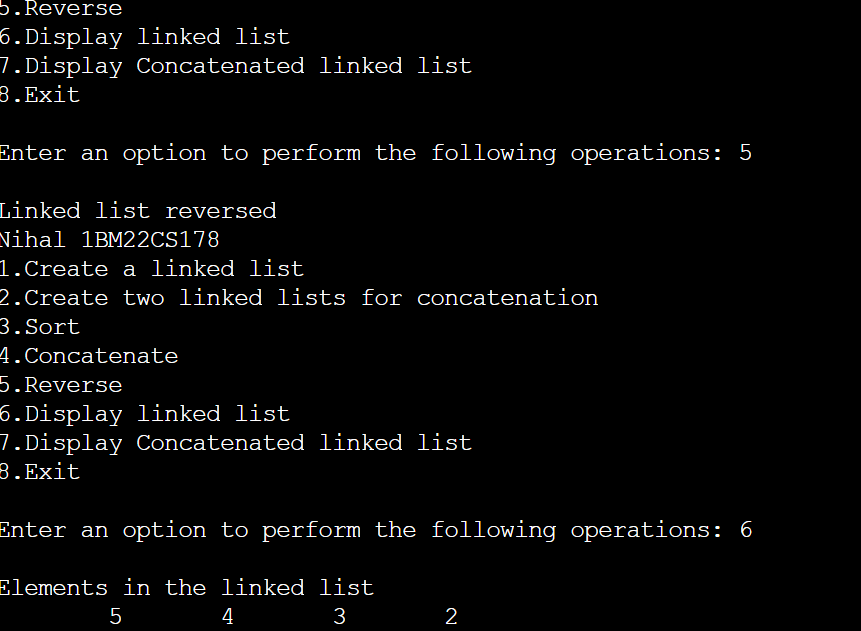 5.Reverse
6.Display linked list
7.Display Concatenated linked list
8.Exit
Enter an option to perform the following operations: 5
Linked list reversed
Nihal 1BM22CS178
1.Create a linked list
2.Create two linked lists for concatenation
3.Sort
4.Concatenate
5.Reverse
6.Display linked list
7.Display Concatenated linked list
8.Exit
Enter an option to perform the following operations: 6
Elements in the linked list
5 4 3 2